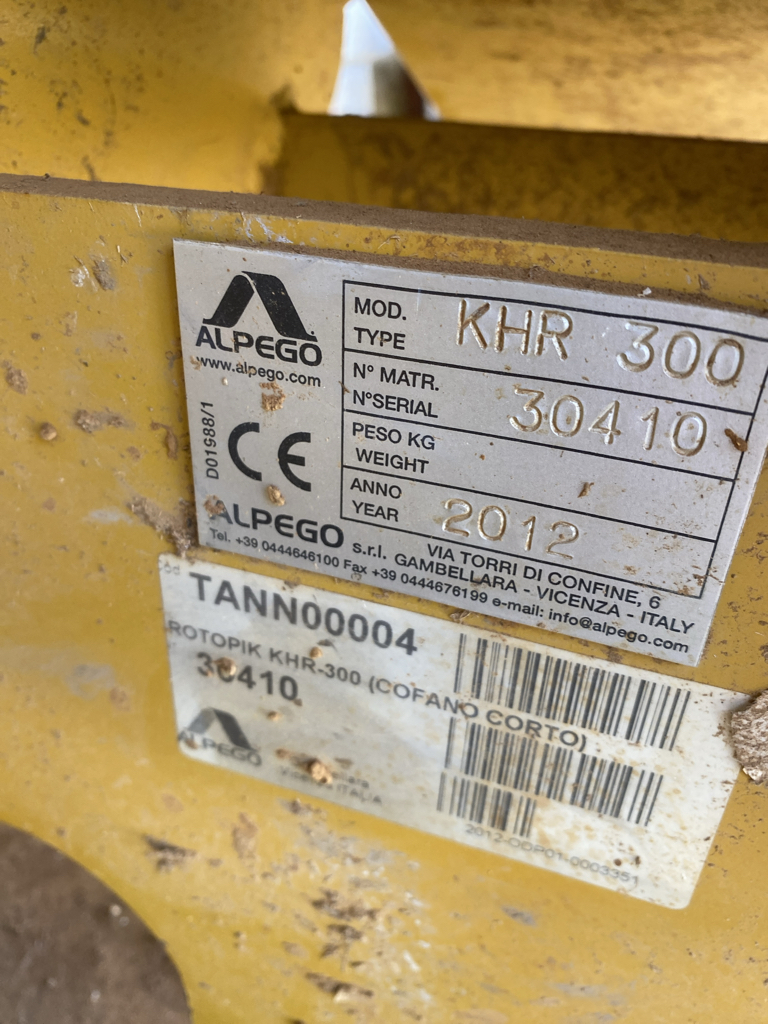 ALPEGO
www.alpego.com
D01988/1
CE
MOD. TYPE KHR 300
N° MATR. N°SERIAL 30410
PESO KG WEIGHT
ANNO YEAR 2012
ALPEGO s.r.l. VIA TORRI DI CONFINE, 6
GAMBELLARA - VICENZA - ITALY
Tel. +39 0444646100 Fax +39 0444676199 e-mail: info@alpego.com
TANN00004
ROTOPIK KHR-300 (COFANO CORTO)
30410
ALPEGO
ITALIA
2012-ODP01-0003351